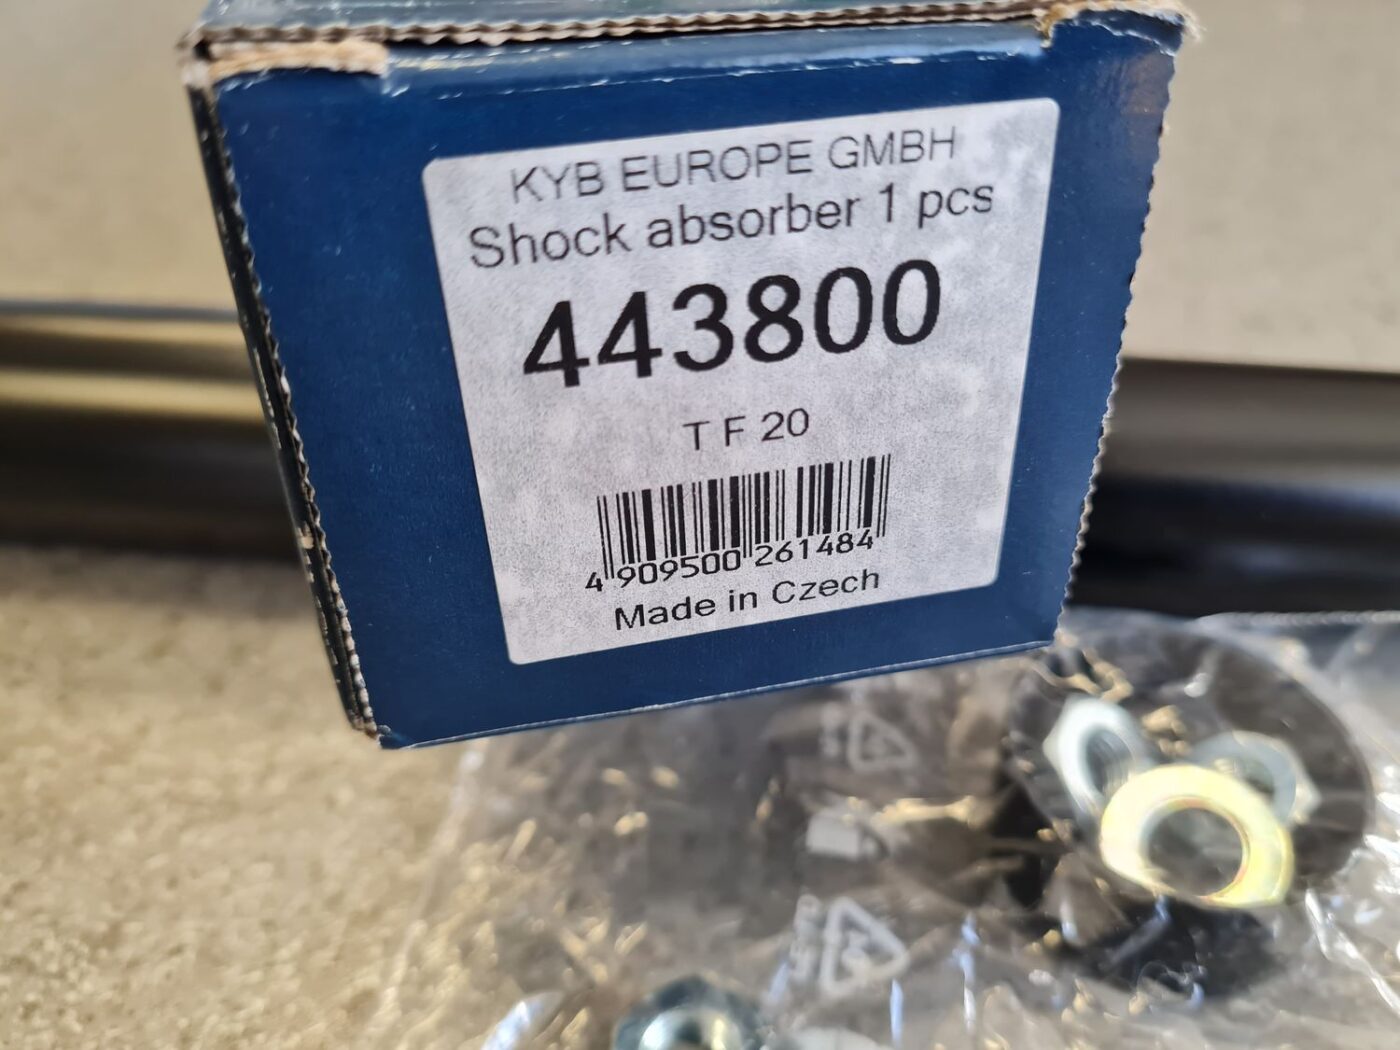 KYB EUROPE GMBH
Shock absorber 1 pcs
443800
T F 20
4 909500 261484
Made in Czech